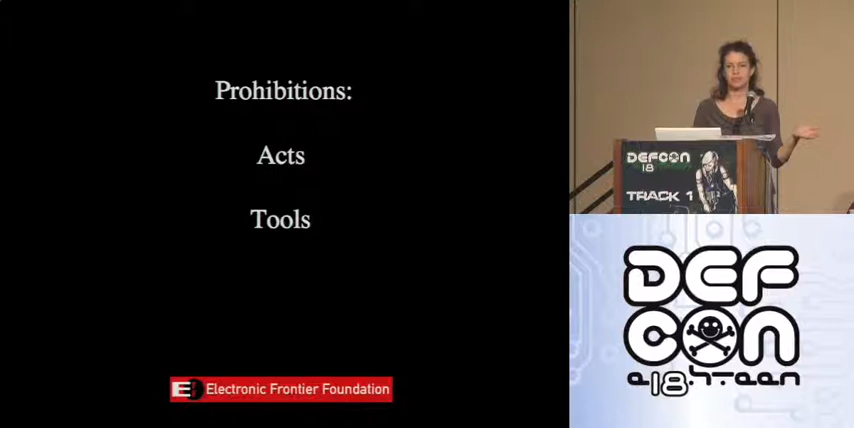 Prohibitions:
Acts
Tools
Electronic Frontier Foundation
DEFCON
18
TRACK 1
DEF
CON
e18hteen